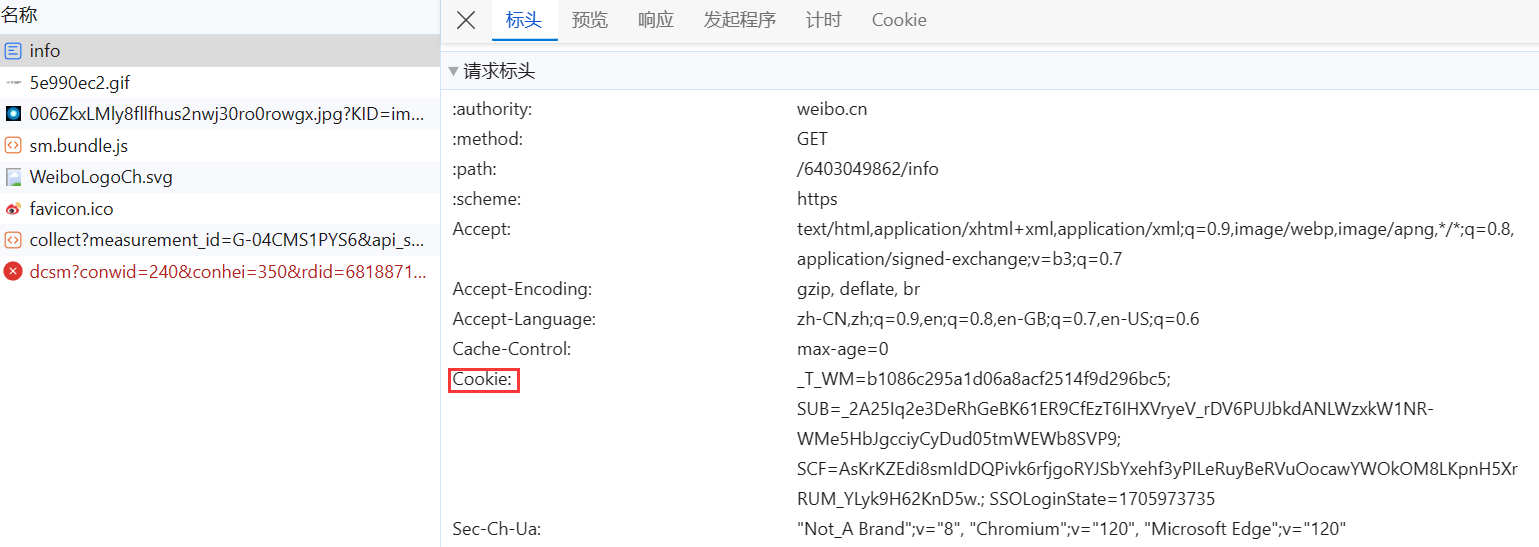 名称
info
5e990ec2.gif
006ZkxLMly8fllfhus2nwj30ro0rowgx.jpg?KID=im...
sm.bundle.js
WeiboLogoCh.svg
favicon.ico
collect?measurement_id=G-04CMS1PYS6&api_s...
dcsm?conwid=240&conhei=350&rdid=6818871...
标头 预览 响应 发起程序 计时 Cookie
请求标头
:authority: weibo.cn
:method: GET
:path: /6403049862/info
:scheme: https
Accept: text/html,application/xhtml+xml,application/xml;q=0.9,image/webp,image/apng,*/*;q=0.8,
application/signed-exchange;v=b3;q=0.7
Accept-Encoding: gzip, deflate, br
Accept-Language: zh-CN,zh;q=0.9,en;q=0.8,en-GB;q=0.7,en-US;q=0.6
Cache-Control: max-age=0
Cookie: _T_WM=b1086c295a1d06a8acf2514f9d296bc5;
SUB=_2A25Iq2e3DeRhGeBK61ER9CfEzT6IHXVryeV_rDV6PUJbkdANLWzxkW1NR-
WMe5HbJgcciyCyDud05tmWEWb8SVP9;
SCF=AsKrKZEdi8smIdDQPivk6rfjgoRYJSbYxehf3yPILeRuyBeRVuOocawYWOkOM8LKpnH5Xr
RUM_YLyk9H62KnD5w.; SSOLoginState=1705973735
Sec-Ch-Ua: "Not_A Brand";v="8", "Chromium";v="120", "Microsoft Edge";v="120"